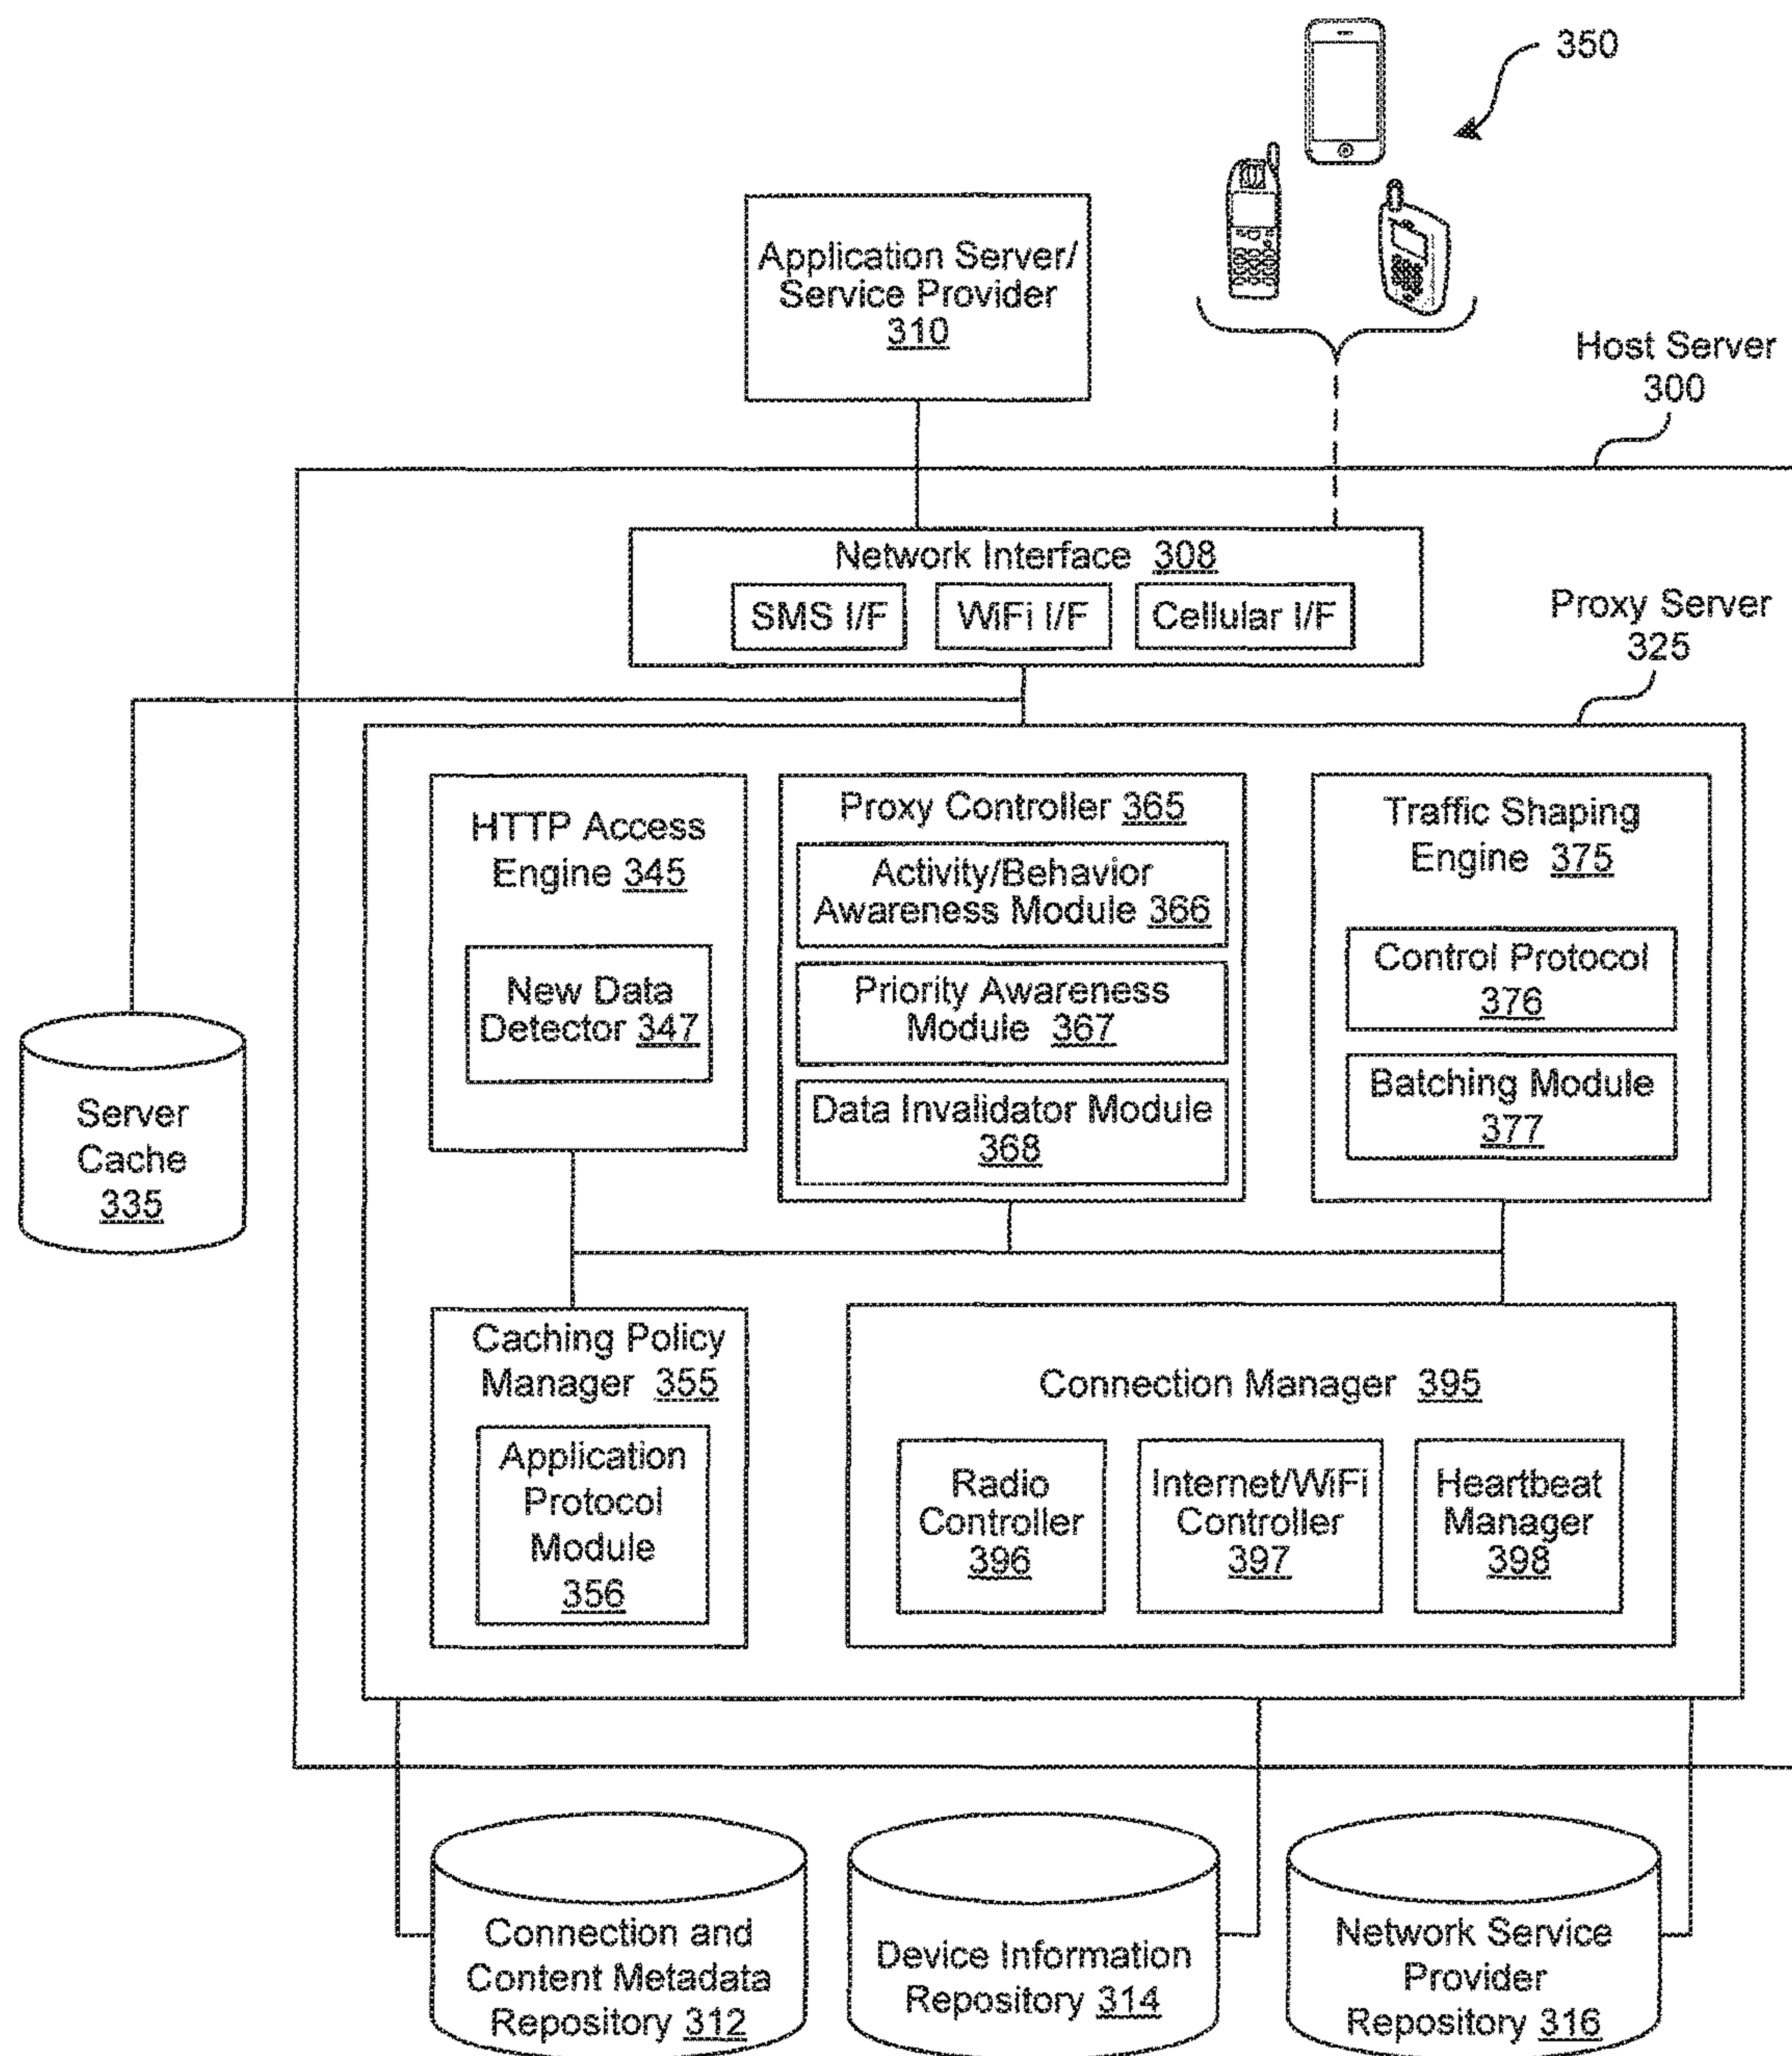 350
Application Server/
Service Provider
310
Host Server
300
Network Interface 308
SMS I/F
WiFi I/F
Cellular I/F
Proxy Server
325
HTTP Access
Engine 345
New Data
Detector 347
Proxy Controller 365
Activity/Behavior
Awareness Module 366
Priority Awareness
Module 367
Data Invalidator Module
368
Traffic Shaping
Engine 375
Control Protocol
376
Batching Module
377
Server
Cache
335
Caching Policy
Manager 355
Application
Protocol
Module
356
Connection Manager 395
Radio
Controller
396
Internet/WiFi
Controller
397
Heartbeat
Manager
398
Connection and
Content Metadata
Repository 312
Device Information
Repository 314
Network Service
Provider
Repository 316